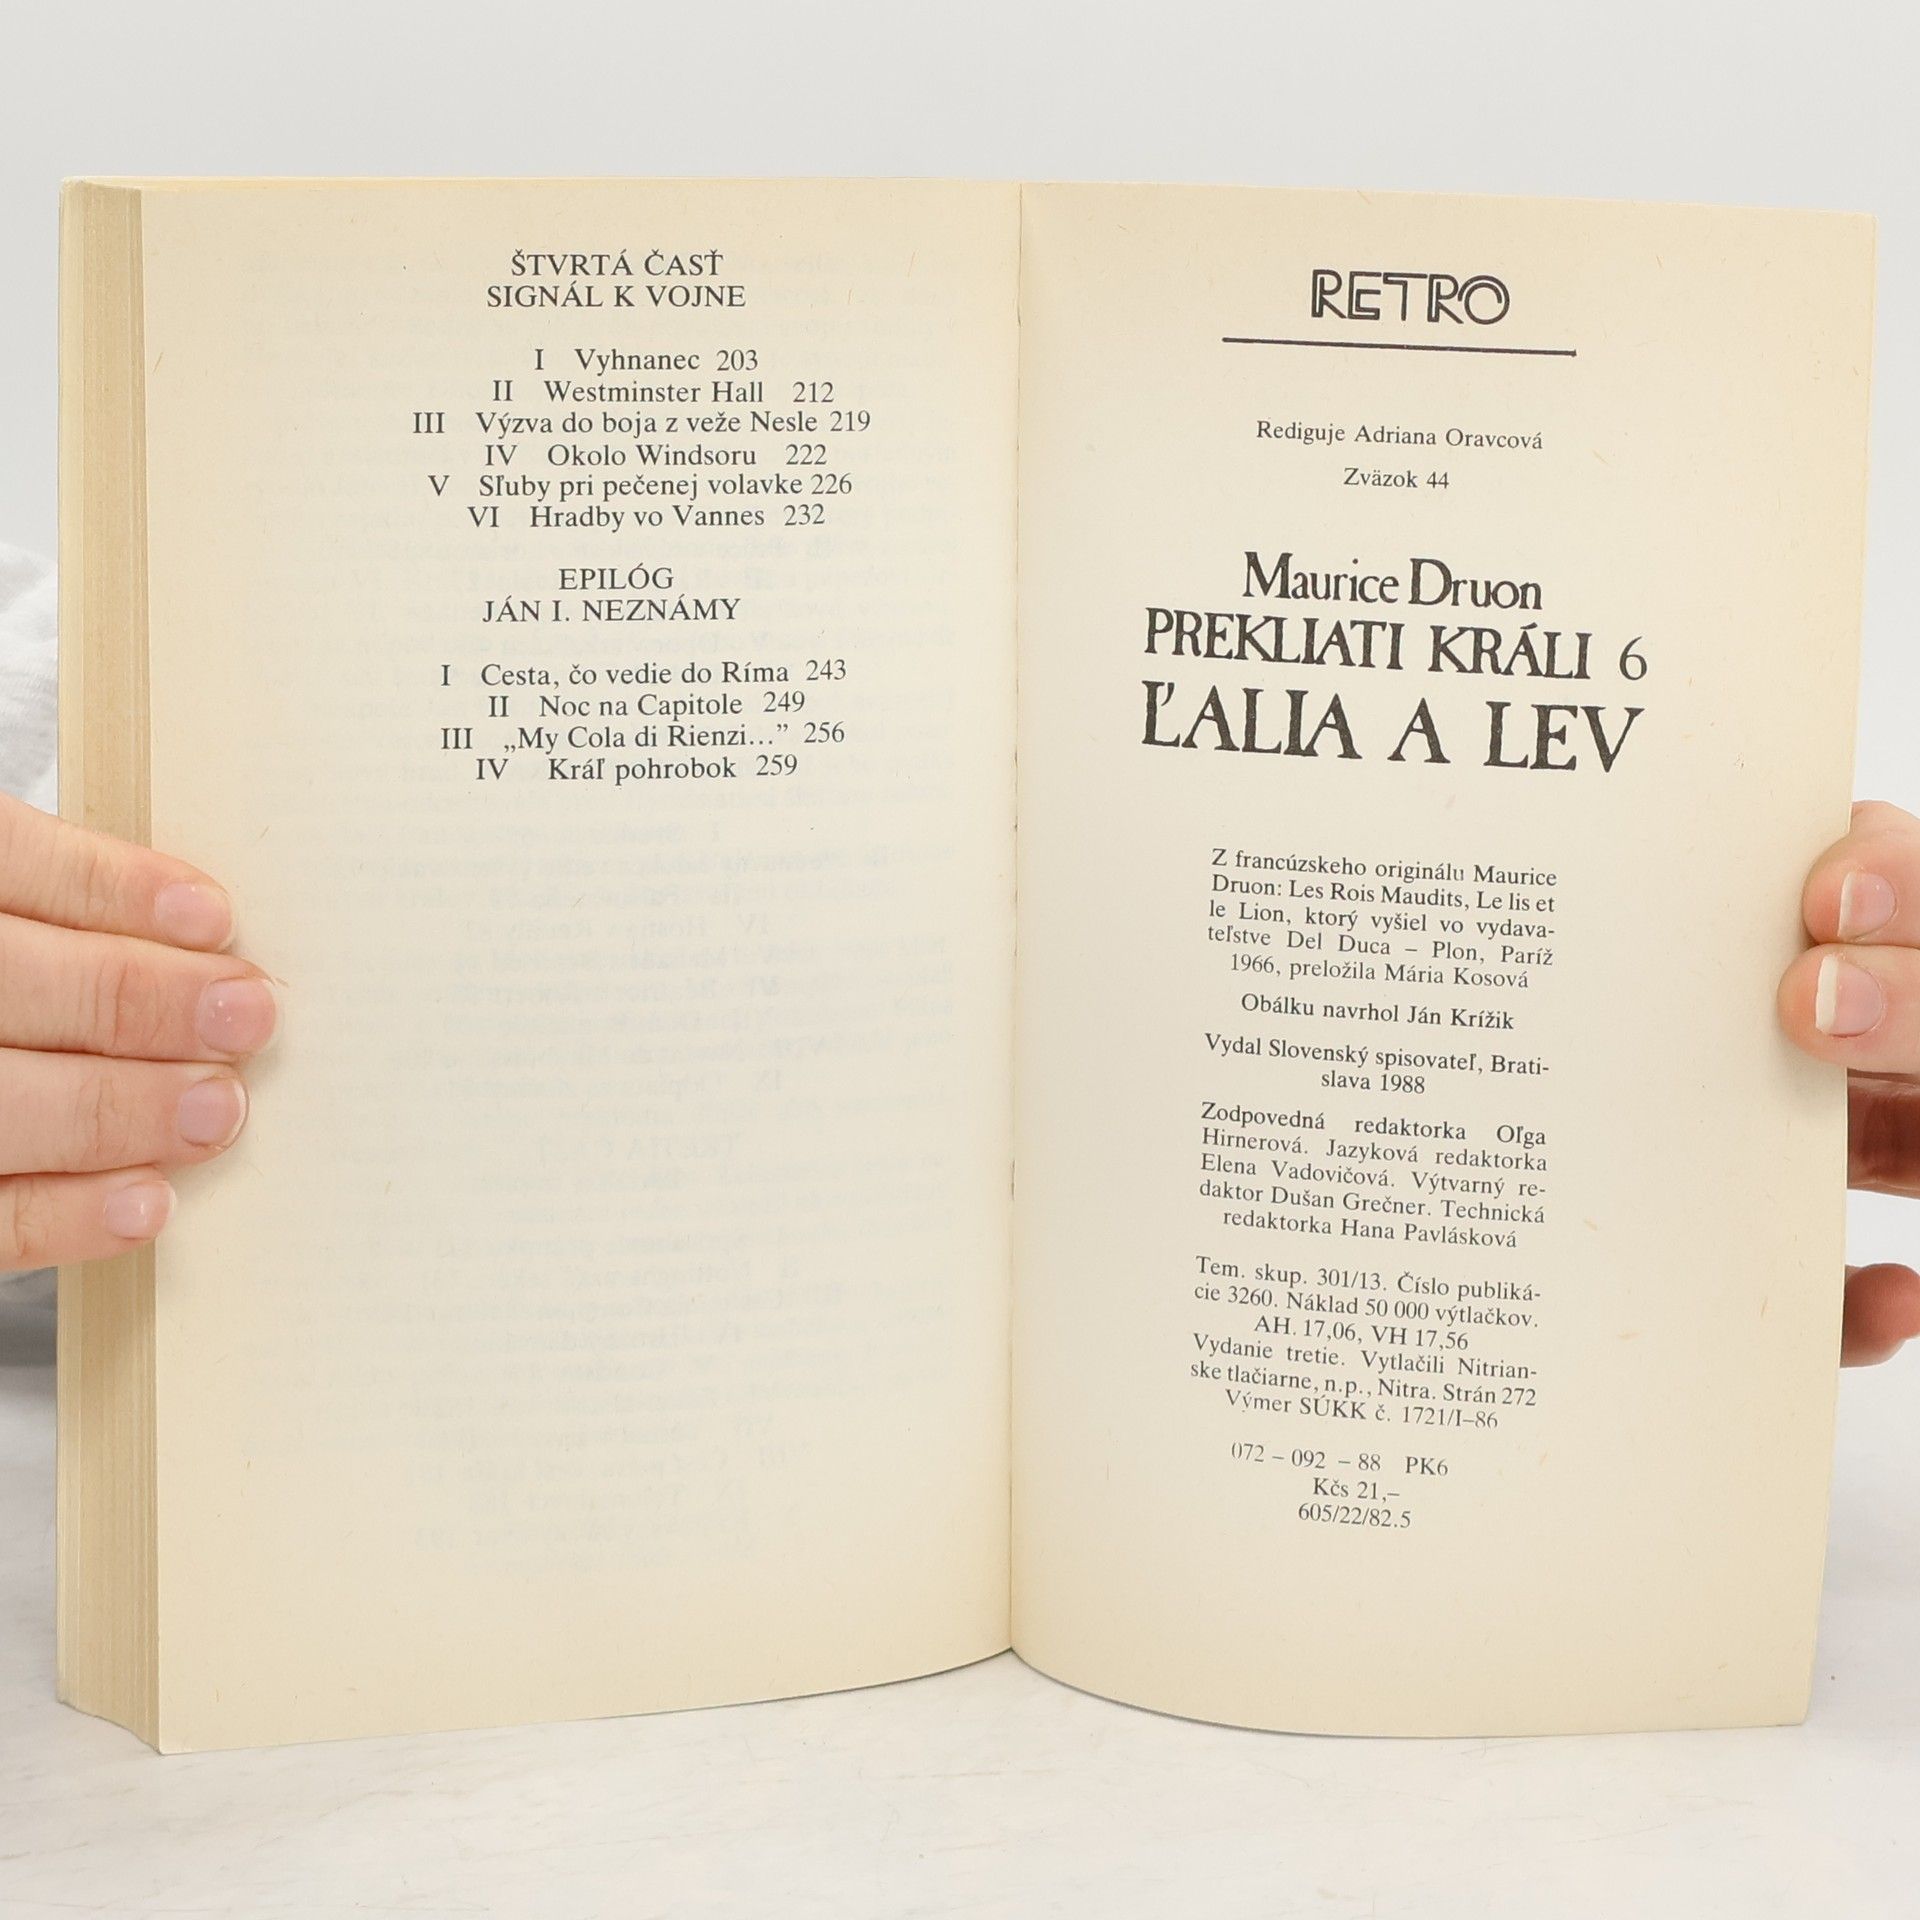 ŠTVRTÁ ČASŤ
SIGNÁL K VOJNE
I Vyhnanec 203
II Westminster Hall 212
III Výzva do boja z veže Nesle 219
IV Okolo Windsoru 222
V Sľuby pri pečenej volavke 226
VI Hradby vo Vannes 232
EPILÓG
JÁN I. NEZNÁMY
I Cesta, čo vedie do Ríma 243
II Noc na Capitole 249
III „My Cola di Rienzi...” 256
IV Kráľ pohrobok 259
RETRO
Rediguje Adriana Oravcová
Zväzok 44
Maurice Druon
PREKLIATI KRÁLI 6
ĽALIA A LEV
Z francúzskeho originálu Maurice
Druon: Les Rois Maudits, Le lis et
le Lion, ktorý vyšiel vo vydava-
teľstve Del Duca – Plon, Paríž
1966, preložila Mária Kosová
Obálku navrhol Ján Krížik
Vydal Slovenský spisovateľ, Brati-
slava 1988
Zodpovedná redaktorka Oľga
Hirnerová. Jazyková redaktorka
Elena Vadovičová. Výtvarný re-
daktor Dušan Grečner. Technická
redaktorka Hana Pavlásková
Tem. skup. 301/13. Číslo publiká-
cie 3260. Náklad 50 000 výtlačkov.
AH. 17,06, VH 17,56
Vydanie tretie. Vytlačili Nitrian-
ske tlačiarne, n.p., Nitra. Strán 272
Výmer SÚKK č. 1721/I–86
072 – 092 – 88 PK6
Kčs 21,–
605/22/82.5